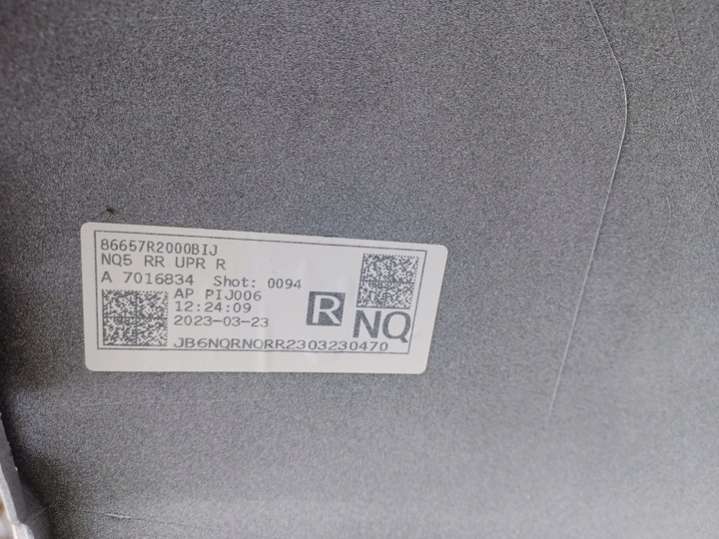 86657R2000BIJ
NQ5 RR UPR R
A 7016834 Shot: 0094
AP PIJ006
12:24:09
2023-03-23
R
NQ
JB6NQRNORR2303230470